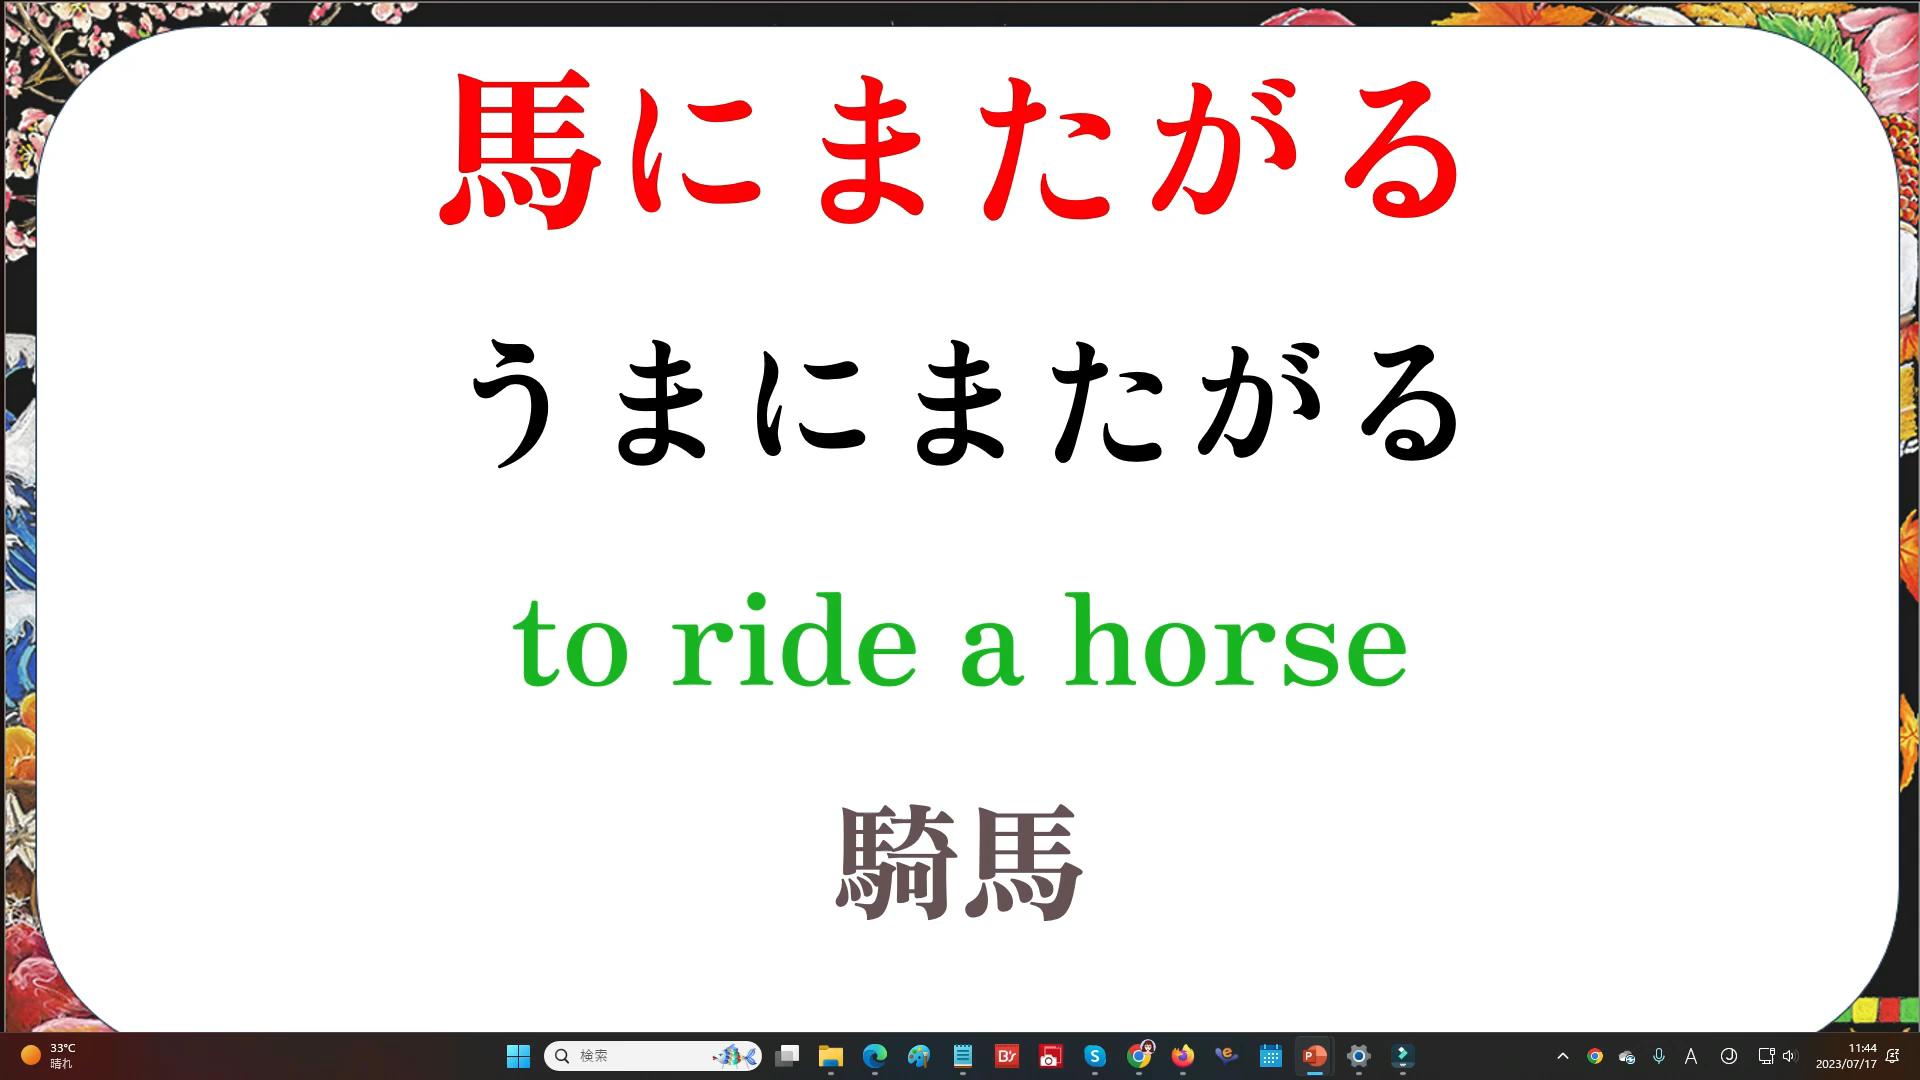 馬にまたがる
うまにまたがる
to ride a horse
騎馬
33°C
晴れ
検索
11:44
2023/07/17